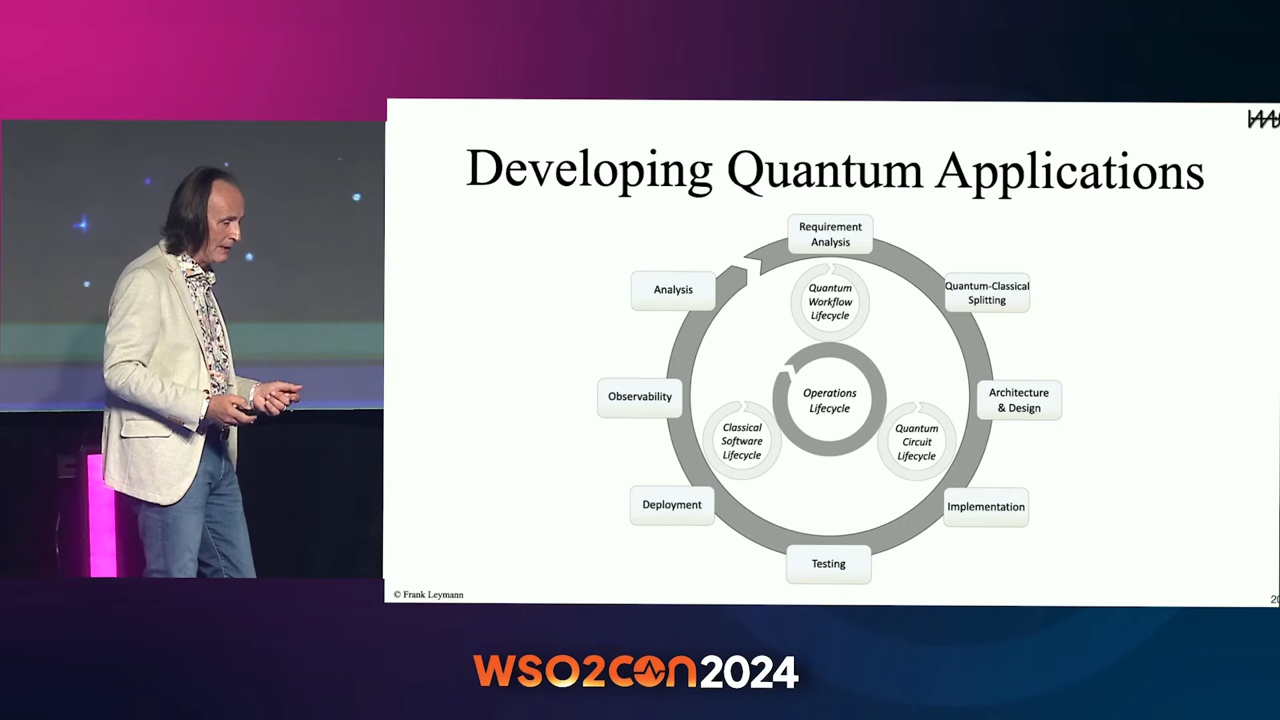 Developing Quantum Applications
Requirement
Analysis
Quantum-Classical
Splitting
Architecture
& Design
Implementation
Testing
Deployment
Observability
Analysis
Quantum
Workflow
Lifecycle
Operations
Lifecycle
Classical
Software
Lifecycle
Quantum
Circuit
Lifecycle
© Frank Leymann
WSO2CON2024